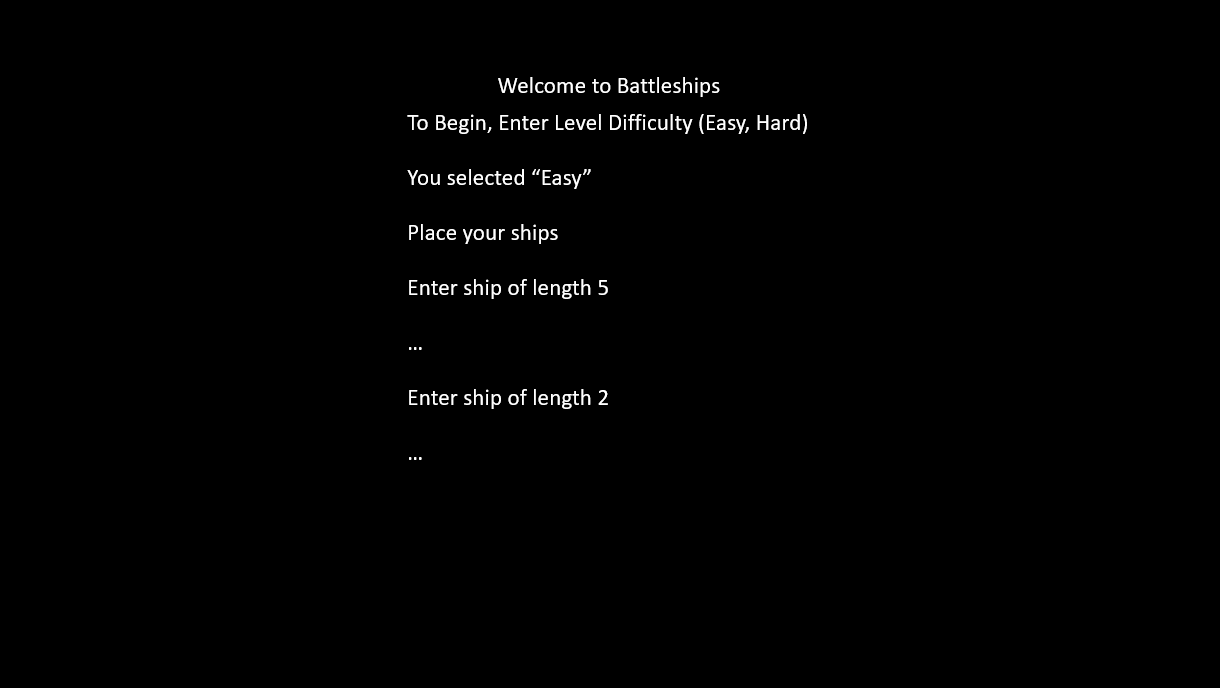 Welcome to Battleships
To Begin, Enter Level Difficulty (Easy, Hard)
You selected “Easy”
Place your ships
Enter ship of length 5
...
Enter ship of length 2
...